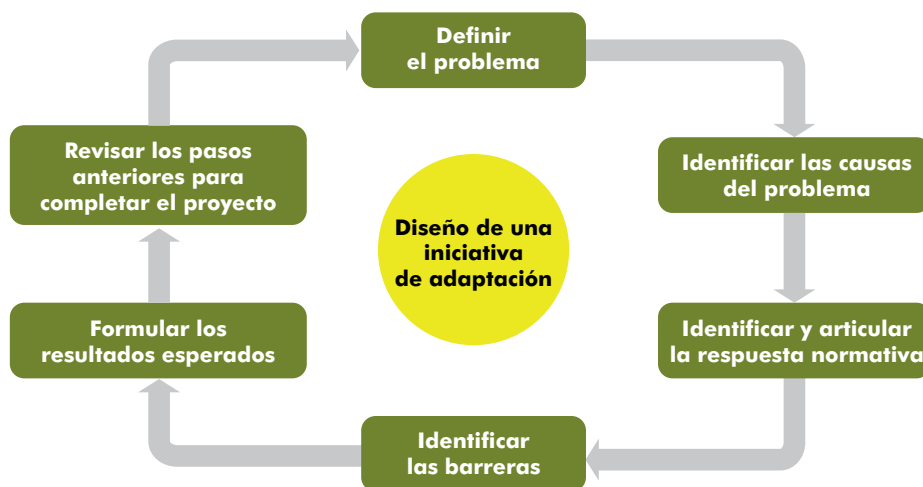 Definir
el problema
Identificar las causas
del problema
Identificar y articular
la respuesta normativa
Identificar
las barreras
Formular los
resultados esperados
Revisar los pasos
anteriores para
completar el proyecto
Diseño de una
iniciativa
de adaptación